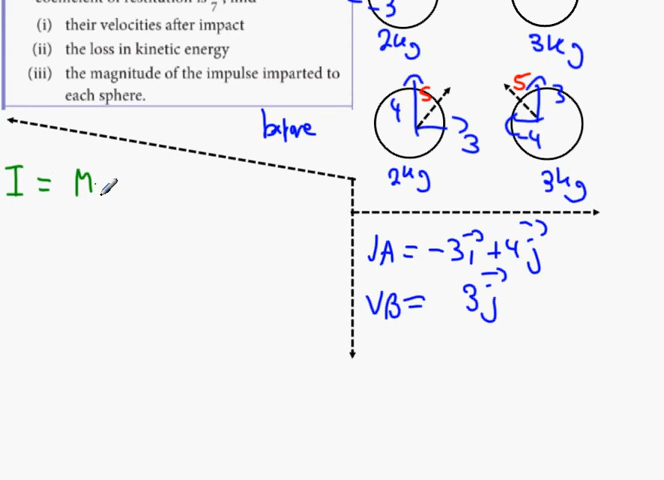 (i) their velocities after impact
(ii) the loss in kinetic energy
(iii) the magnitude of the impulse imparted to
each sphere.
before
-3
2kg
3kg
4
5
3
5
3
-4
2kg
3kg
I = M
VA = -3i + 4j
VB = 3j